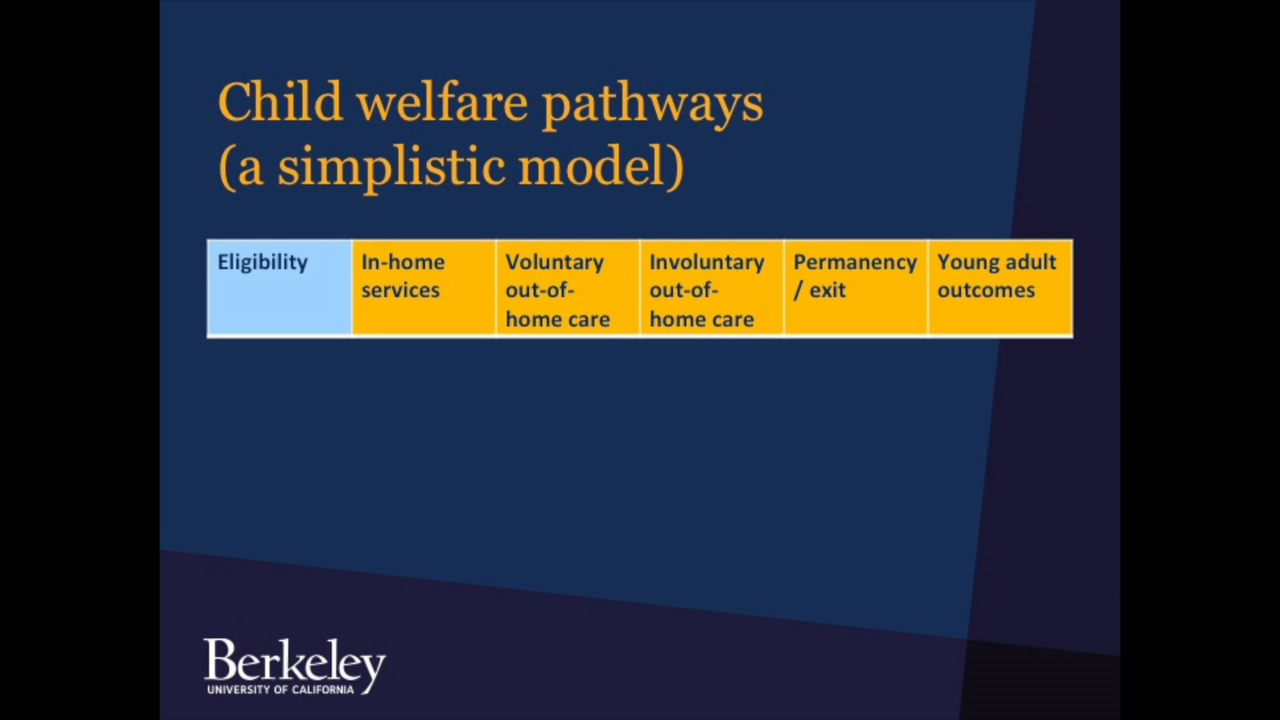 Child welfare pathways
(a simplistic model)
Eligibility
In-home
services
Voluntary
out-of-
home care
Involuntary
out-of-
home care
Permanency
/ exit
Young adult
outcomes
Berkeley
UNIVERSITY OF CALIFORNIA